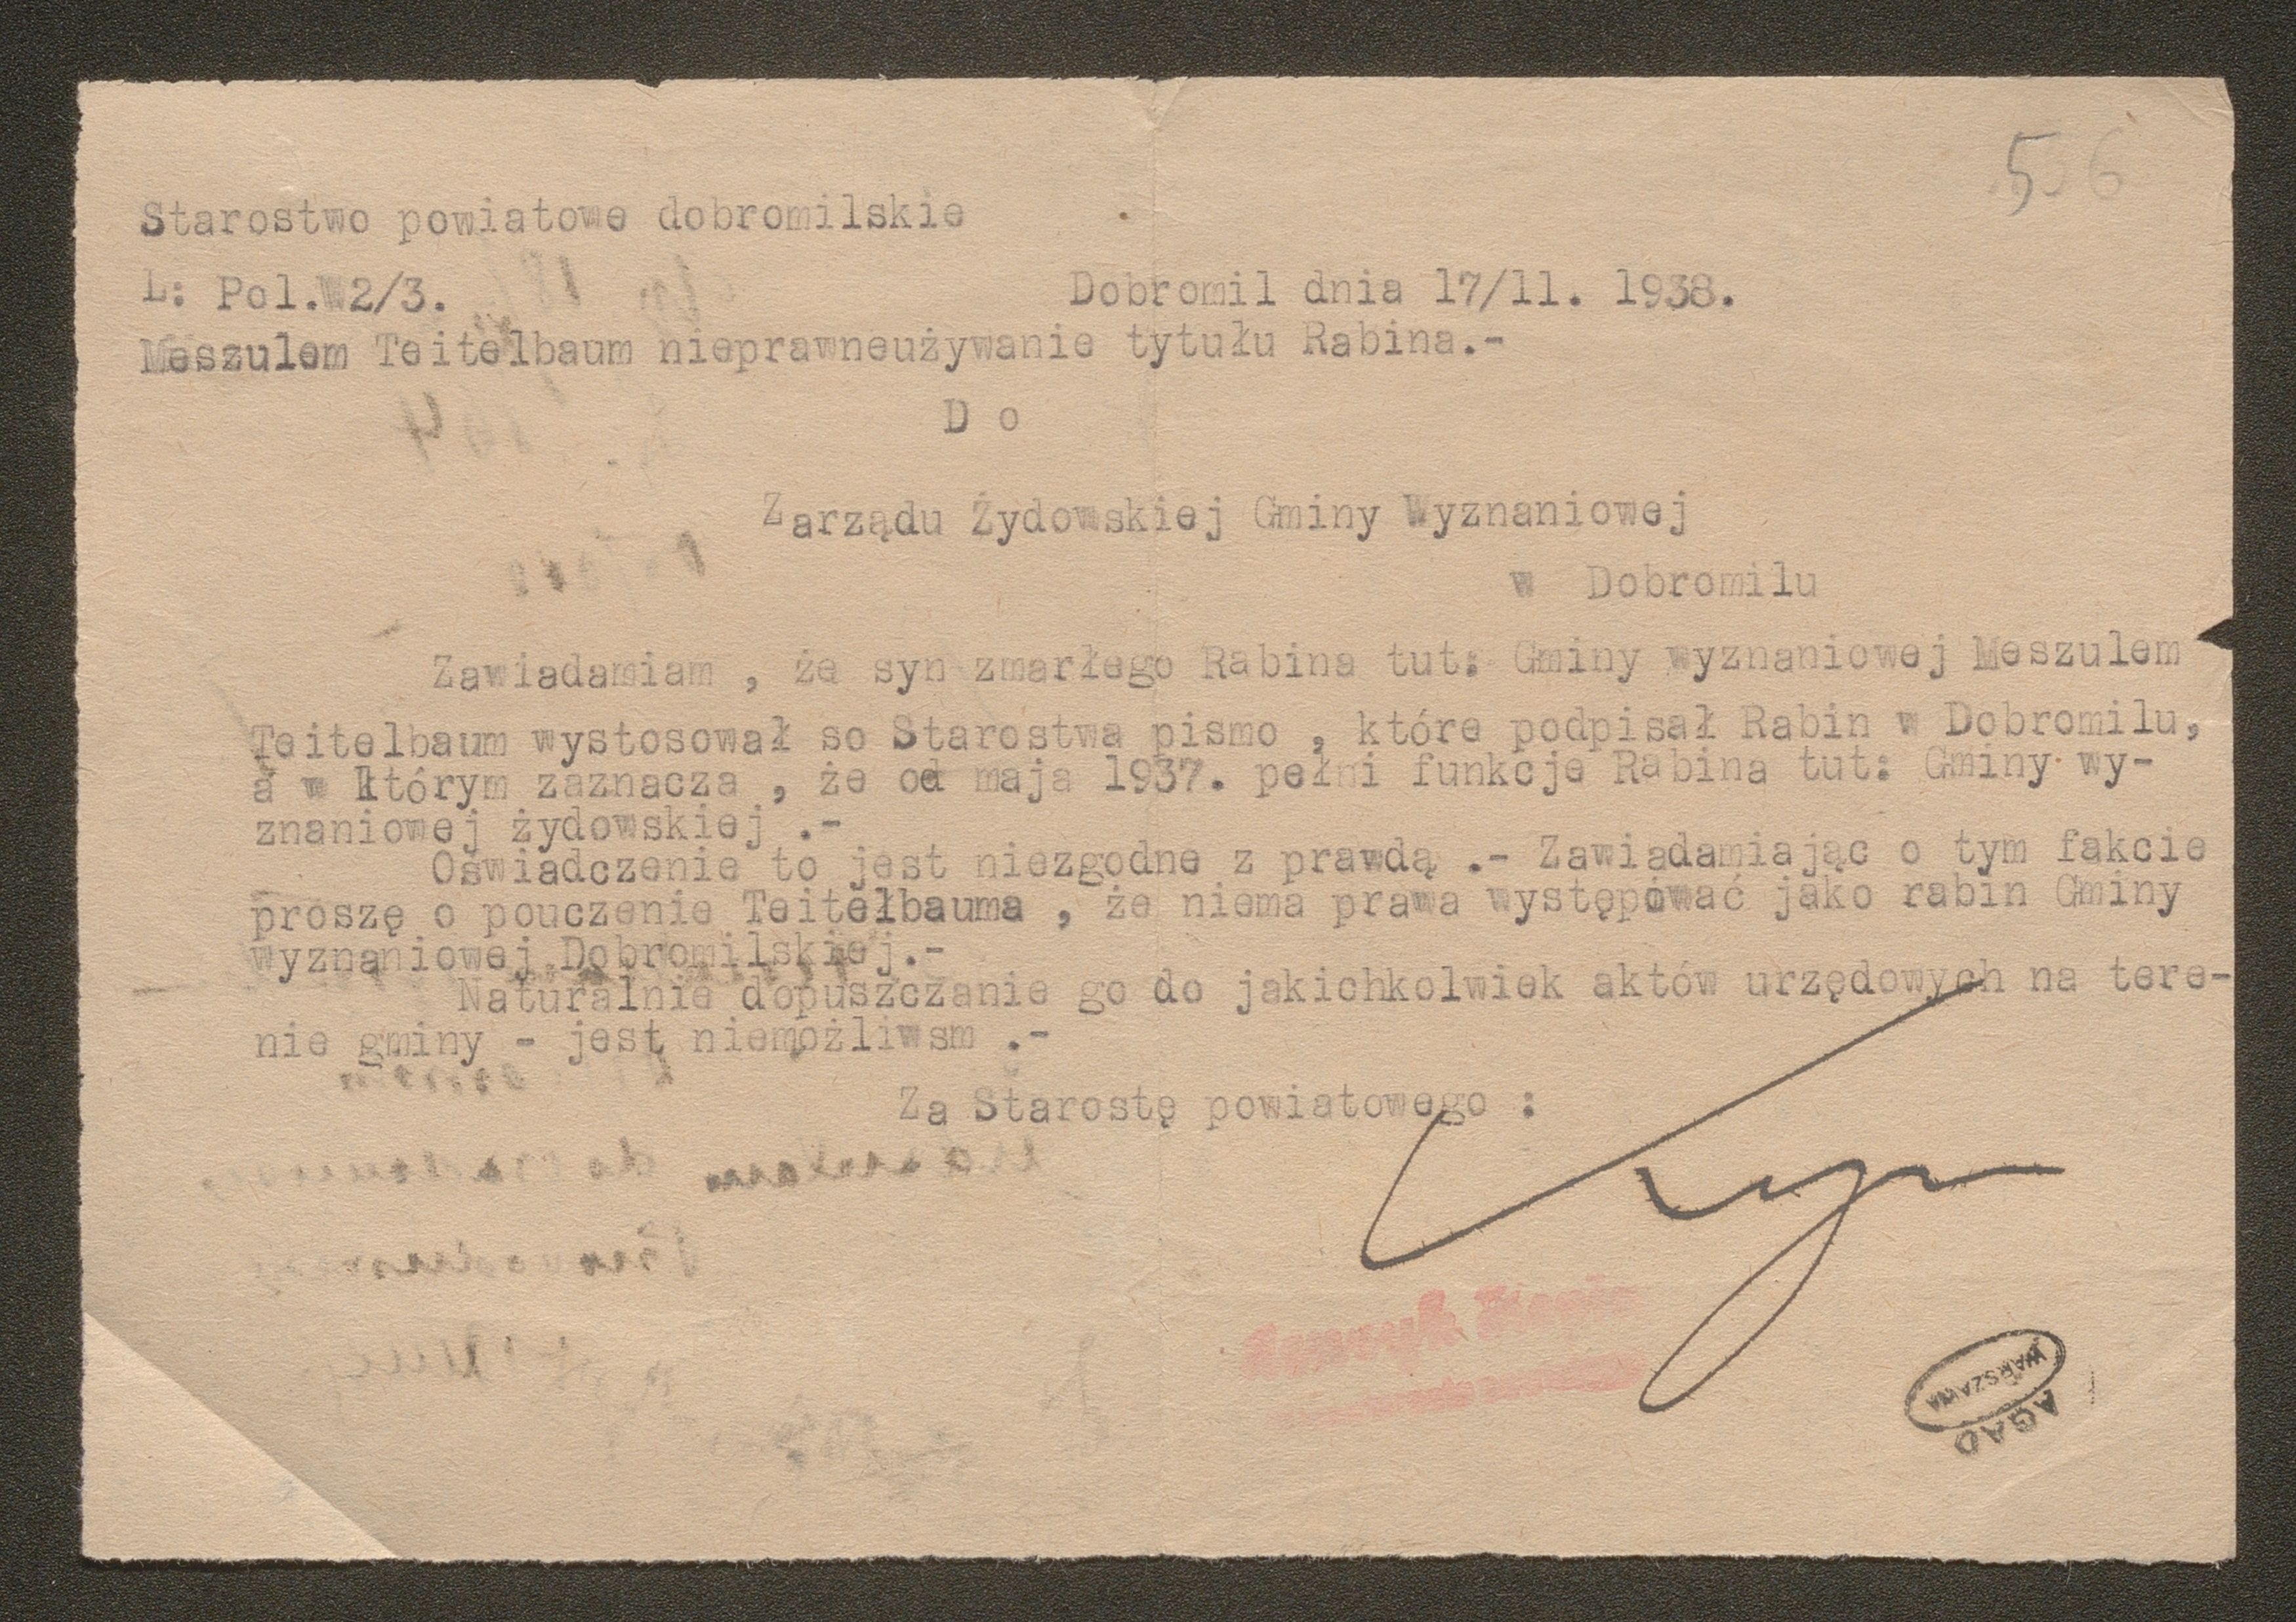 56
Starostwo powiatowe dobromilskie
L: Pol.W2/3. Dobromil dnia 17/11. 1938.
Meszulem Teitelbaum nieprawneużywanie tytułu Rabina.-
D o
Zarządu Żydowskiej Gminy Wyznaniowej
w Dobromilu
Zawiadamiam , że syn zmarłego Rabina tut: Gminy wyznaniowej Meszulem
Teitelbaum wystosował so Starostwa pismo , które podpisał Rabin w Dobromilu,
a w którym zaznacza , że od maja 1937. pełni funkcje Rabina tut: Gminy wy-
znaniowej żydowskiej .-
Oświadczenie to jest niezgodne z prawdą .- Zawiadamiając o tym fakcie
proszę o pouczenie Teitełbauma , że niema prawa występować jako rabin Gminy
wyznaniowej Dobromilskiej.-
Naturalnie dopuszczanie go do jakichkolwiek aktów urzędowych na tere-
nie gminy - jest niemożliwsm .-
Za Starostę powiatowego :
WARSZAWA
AGAD